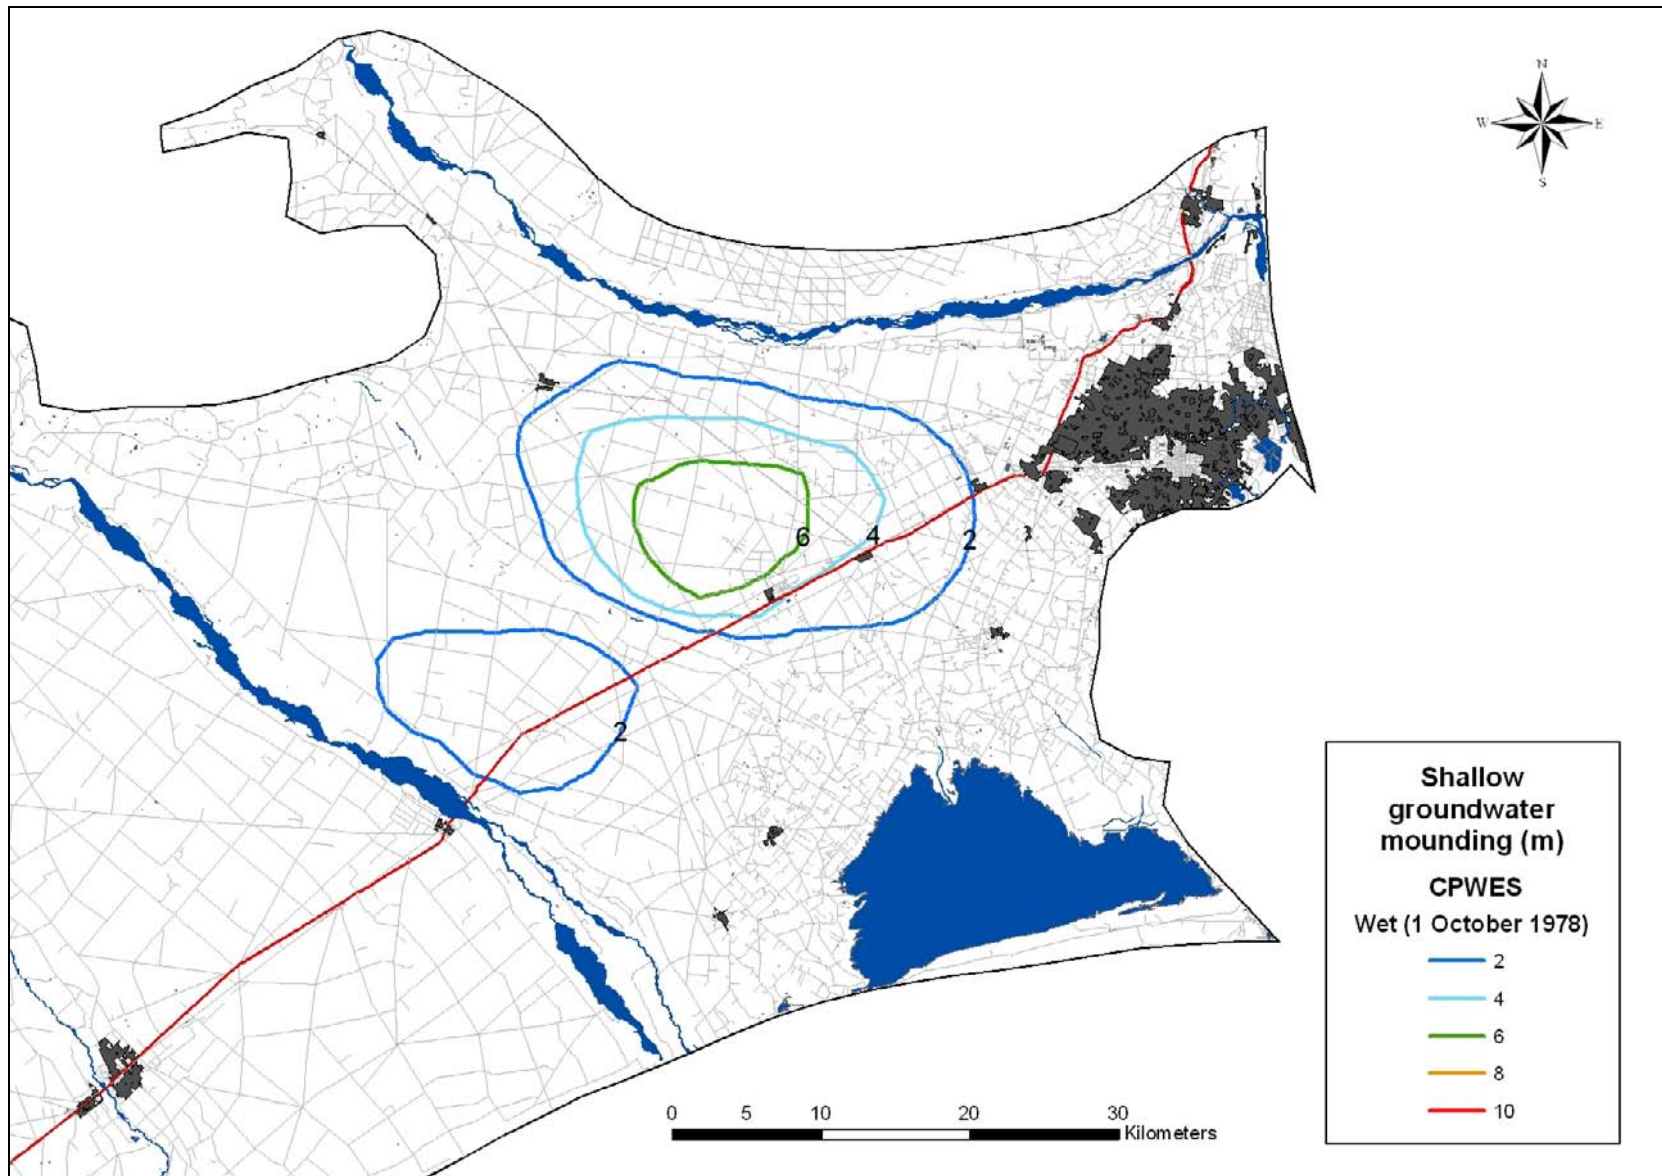 N
W E
S
6 4 2
2
Shallow
groundwater
mounding (m)
CPWES
Wet (1 October 1978)
2
4
6
8
10
0 5 10 20 30
Kilometers